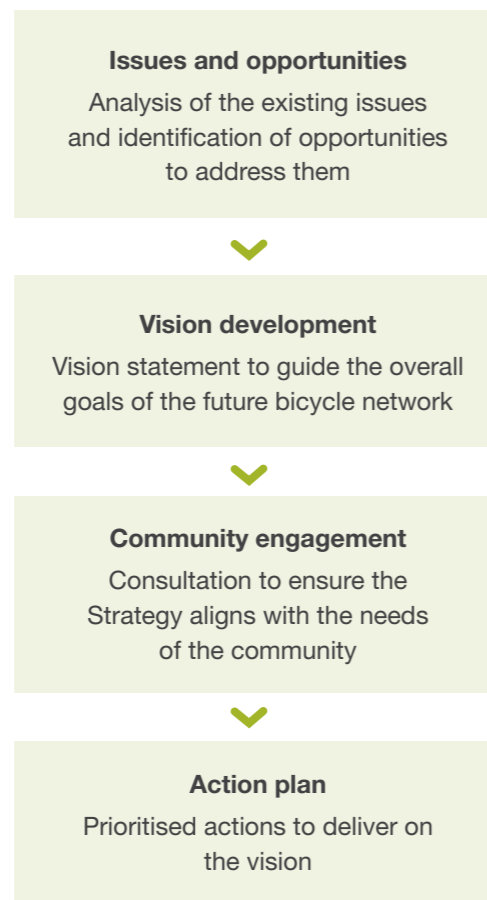 Issues and opportunities
Analysis of the existing issues
and identification of opportunities
to address them
Vision development
Vision statement to guide the overall
goals of the future bicycle network
Community engagement
Consultation to ensure the
Strategy aligns with the needs
of the community
Action plan
Prioritised actions to deliver on
the vision